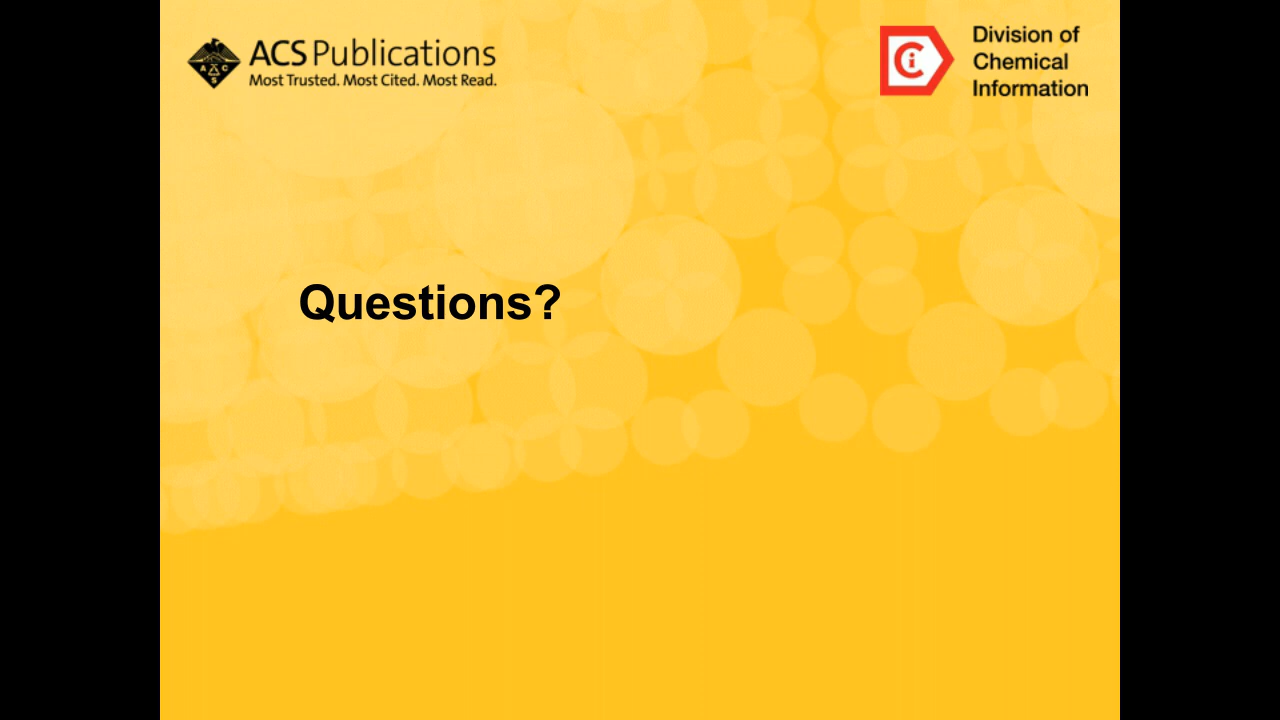 ACS Publications
Most Trusted. Most Cited. Most Read.
Division of
Chemical
Information
Questions?